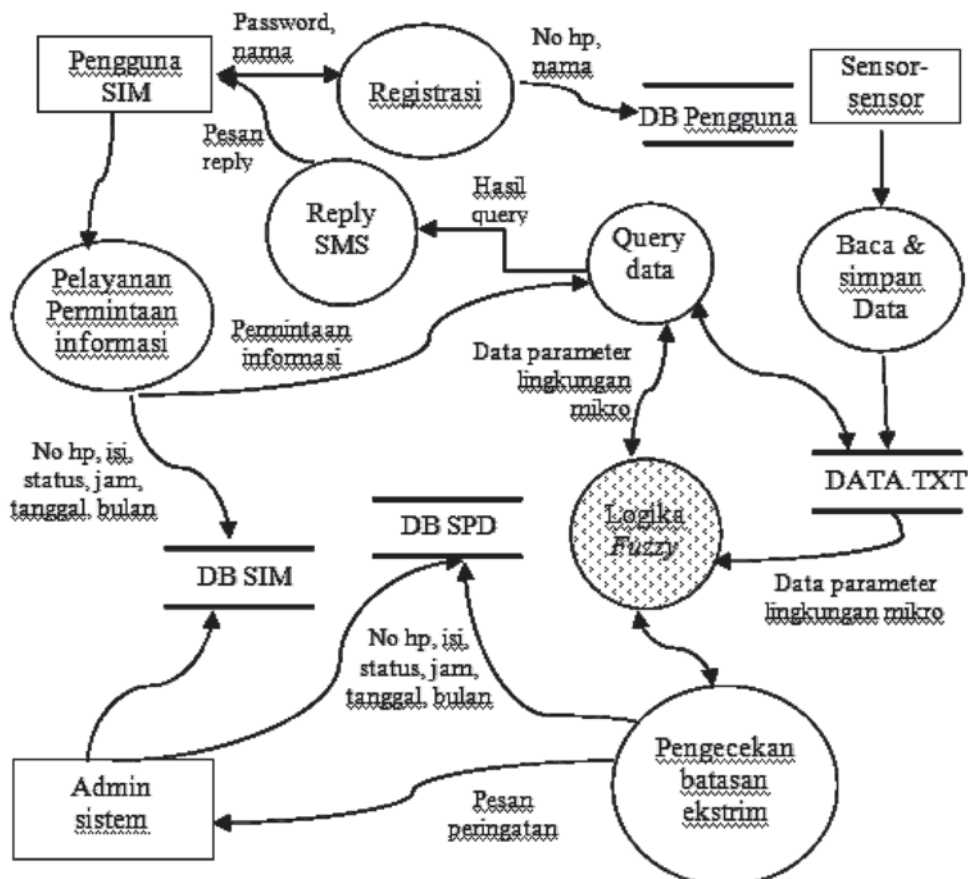 Password,
nama
Pengguna
SIM
Registrasi
No hp,
nama
DB Pengguna
Sensor-
sensor
Pesan
reply
Reply
SMS
Hasil
query
Query
data
Baca &
simpan
Data
Pelayanan
Permintaan
informasi
Permintaan
informasi
Data parameter
lingkungan
mikro
No hp, isi,
status, jam,
tanggal, bulan
DATA.TXT
DB SPD
Logika
Fuzzy
DB SIM
Data parameter
lingkungan mikro
No hp, isi,
status, jam,
tanggal, bulan
Pengecekan
batasan
ekstrim
Admin
sistem
Pesan
peringatan